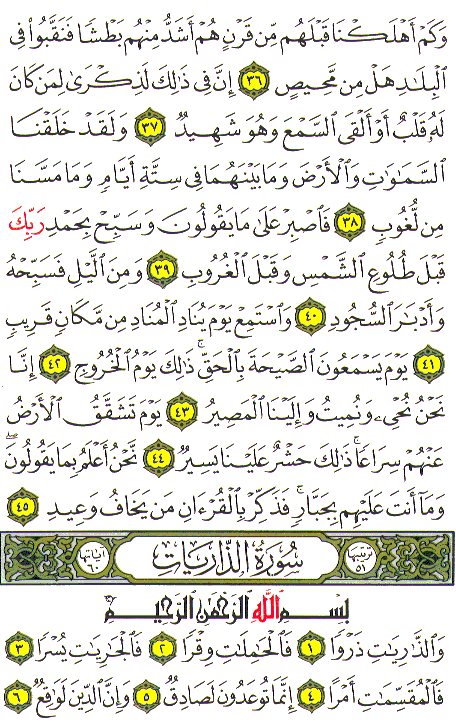 وَكَمْ أَهْلَكْنَا قَبْلَهُم مِّن قَرْنٍ هُمْ أَشَدُّ مِنْهُم بَطْشًا فَنَقَّبُوا۟ فِى
ٱلْبِلَـٰدِ هَلْ مِن مَّحِيصٍ ٣٦ إِنَّ فِى ذَٰلِكَ لَذِكْرَىٰ لِمَن كَانَ
لَهُۥ قَلْبٌ أَوْ أَلْقَى ٱلسَّمْعَ وَهُوَ شَهِيدٌ ٣٧ وَلَقَدْ خَلَقْنَا
ٱلسَّمَـٰوَٰتِ وَٱلْأَرْضَ وَمَا بَيْنَهُمَا فِى سِتَّةِ أَيَّامٍ وَمَا مَسَّنَا
مِن لُّغُوبٍ ٣٨ فَٱصْبِرْ عَلَىٰ مَا يَقُولُونَ وَسَبِّحْ بِحَمْدِ رَبِّكَ
قَبْلَ طُلُوعِ ٱلشَّمْسِ وَقَبْلَ ٱلْغُرُوبِ ٣٩ وَمِنَ ٱلَّيْلِ فَسَبِّحْهُ
وَأَدْبَـٰرَ ٱلسُّجُودِ ٤٠ وَٱسْتَمِعْ يَوْمَ يُنَادِ ٱلْمُنَادِ مِن مَّكَانٍ قَرِيبٍ
٤١ يَوْمَ يَسْمَعُونَ ٱلصَّيْحَةَ بِٱلْحَقِّ ۚ ذَٰلِكَ يَوْمُ ٱلْخُرُوجِ ٤٢ إِنَّا
نَحْنُ نُحْىِۦ وَنُمِيتُ وَإِلَيْنَا ٱلْمَصِيرُ ٤٣ يَوْمَ تَشَقَّقُ ٱلْأَرْضُ
عَنْهُمْ سِرَاعًا ۚ ذَٰلِكَ حَشْرٌ عَلَيْنَا يَسِيرٌ ٤٤ نَّحْنُ أَعْلَمُ بِمَا يَقُولُونَ ۖ
وَمَآ أَنتَ عَلَيْهِم بِجَبَّارٍ ۖ فَذَكِّرْ بِٱلْقُرْءَانِ مَن يَخَافُ وَعِيدِ ٤٥
ترتيبها ٥١ سُورَةُ ٱلذَّارِيَاتِ آياتها ٦٠
بِسْمِ ٱللَّهِ ٱلرَّحْمَـٰنِ ٱلرَّحِيمِ
وَٱلذَّٰرِيَـٰتِ ذَرْوًا ١ فَٱلْحَـٰمِلَـٰتِ وِقْرًا ٢ فَٱلْجَـٰرِيَـٰتِ يُسْرًا ٣
فَٱلْمُقَسِّمَـٰتِ أَمْرًا ٤ إِنَّمَا تُوعَدُونَ لَصَادِقٌ ٥ وَإِنَّ ٱلدِّينَ لَوَٰقِعٌ ٦